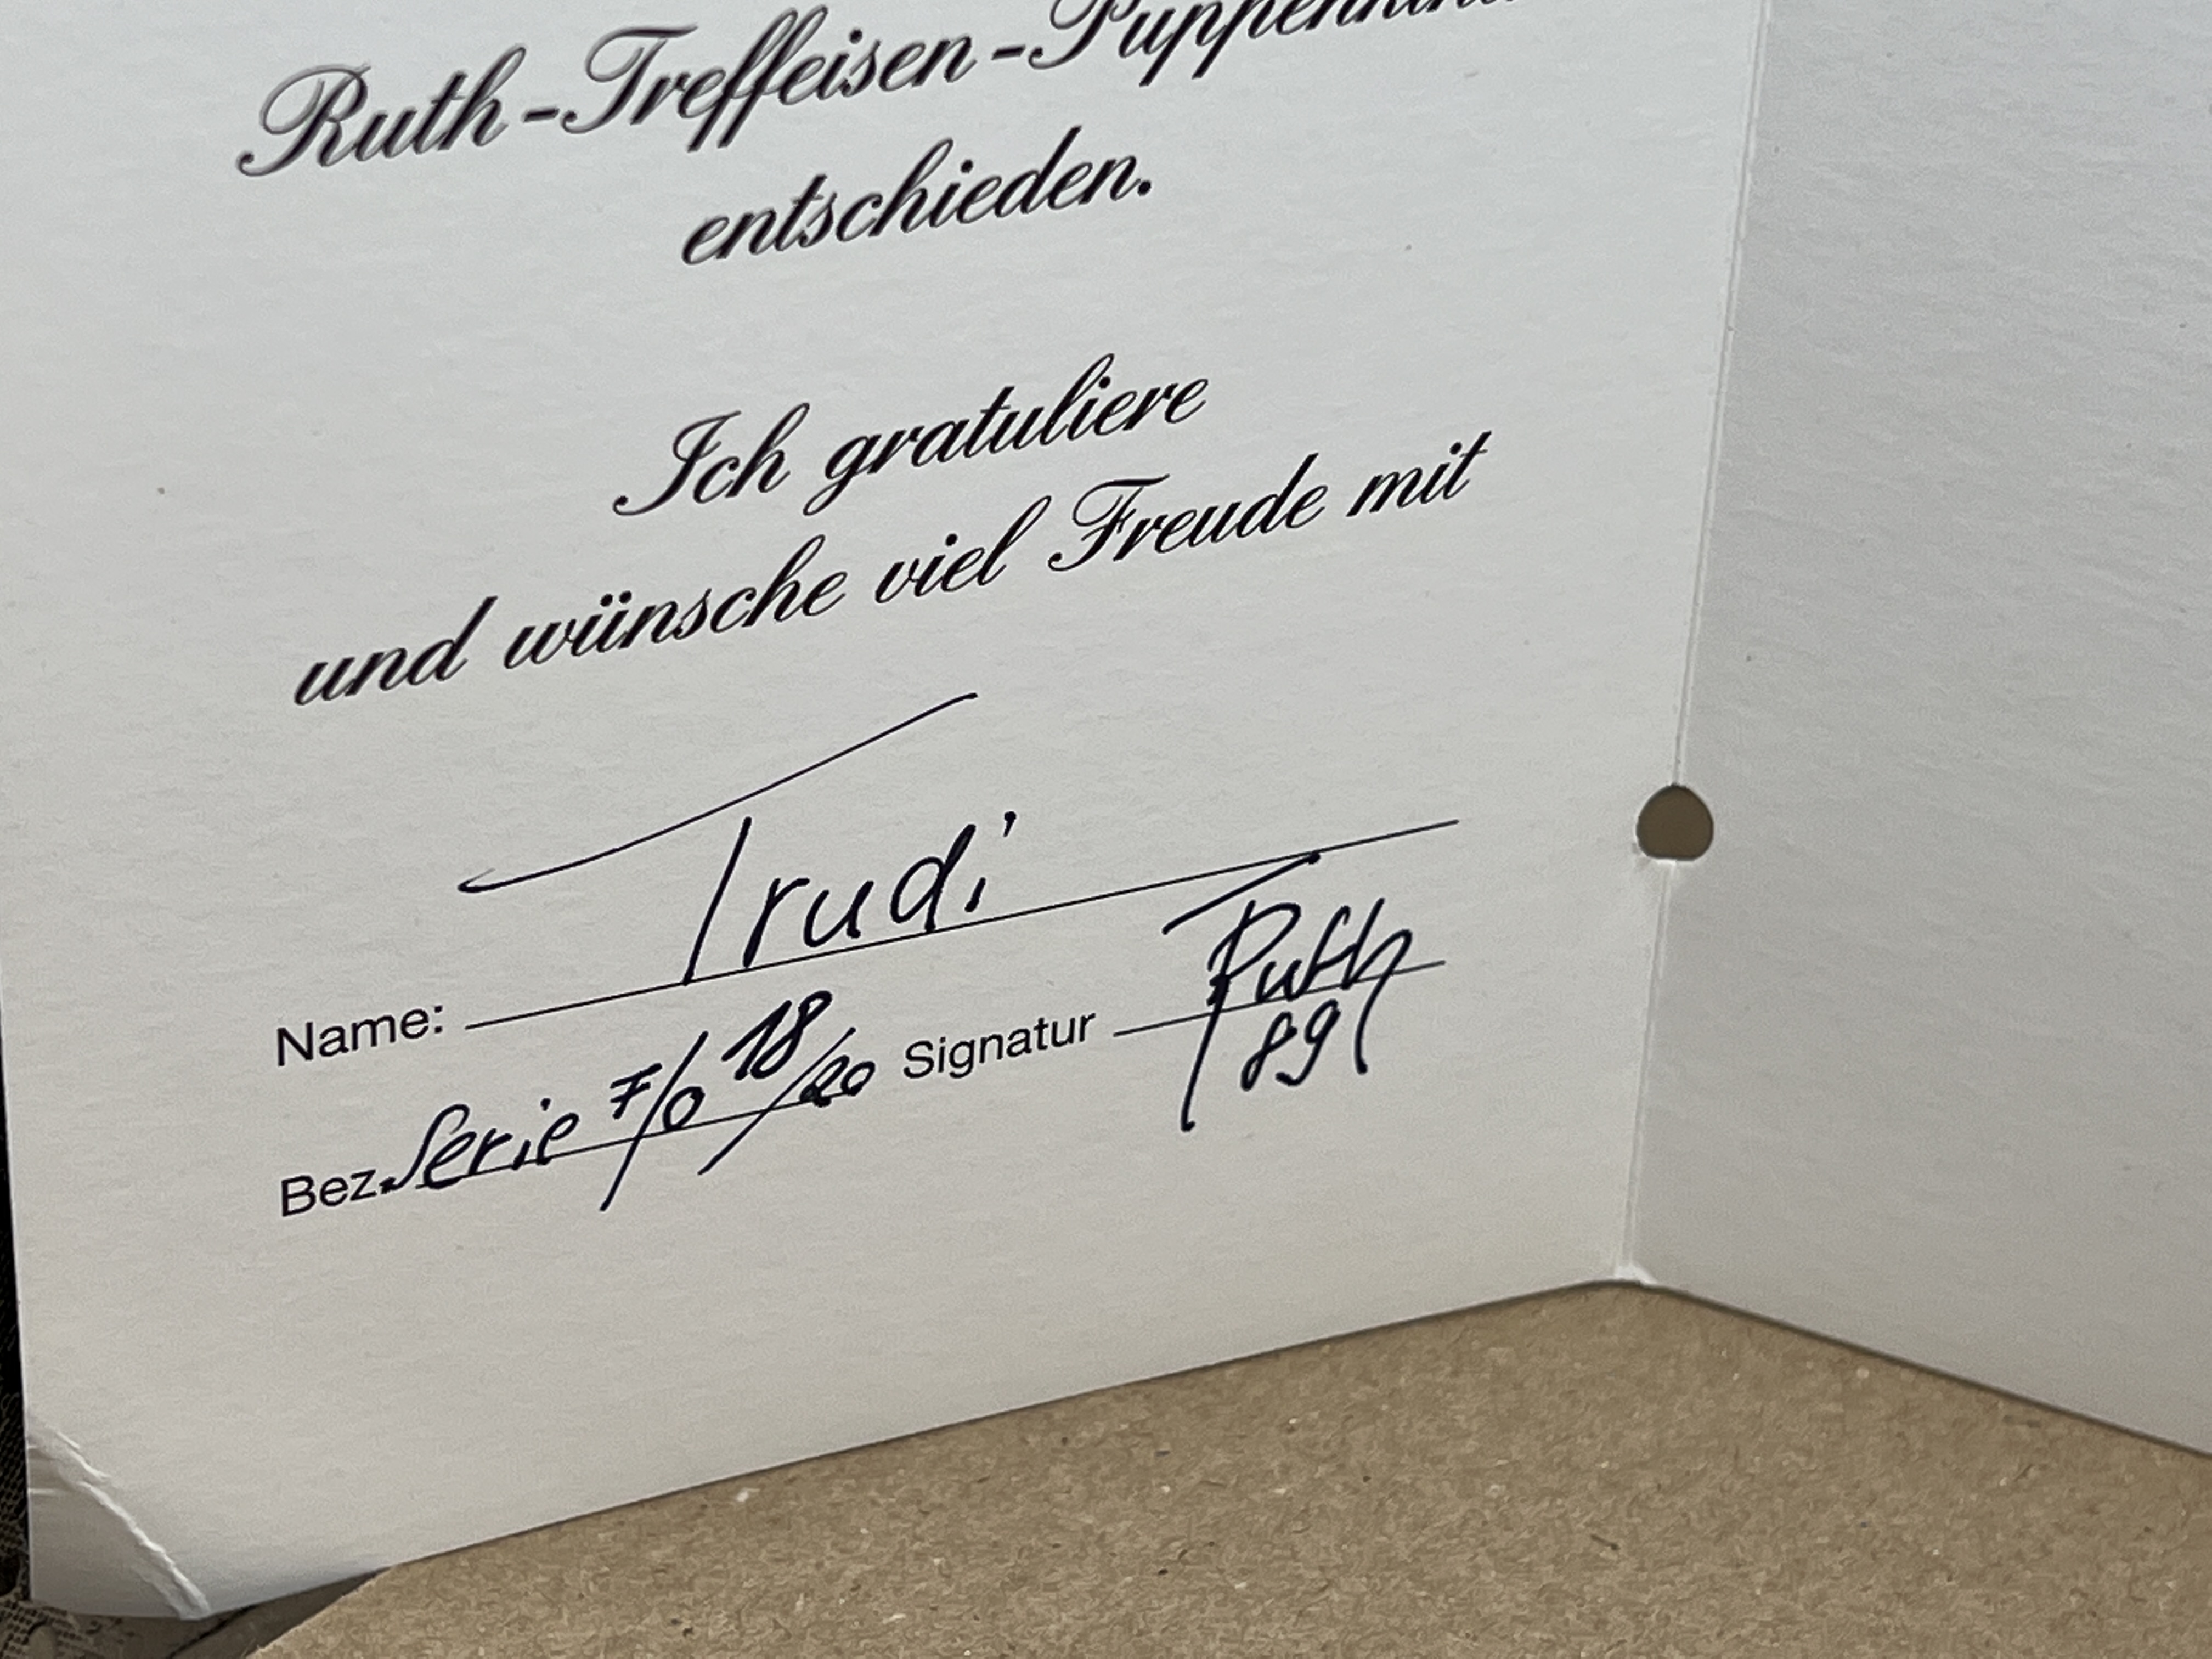 Ruth-Treffeisen-Puppenkind
entschieden.
Ich gratuliere
und wünsche viel Freude mit
Name: Trudi
Bez. Serie F/0 18/20 Signatur Ruth
89